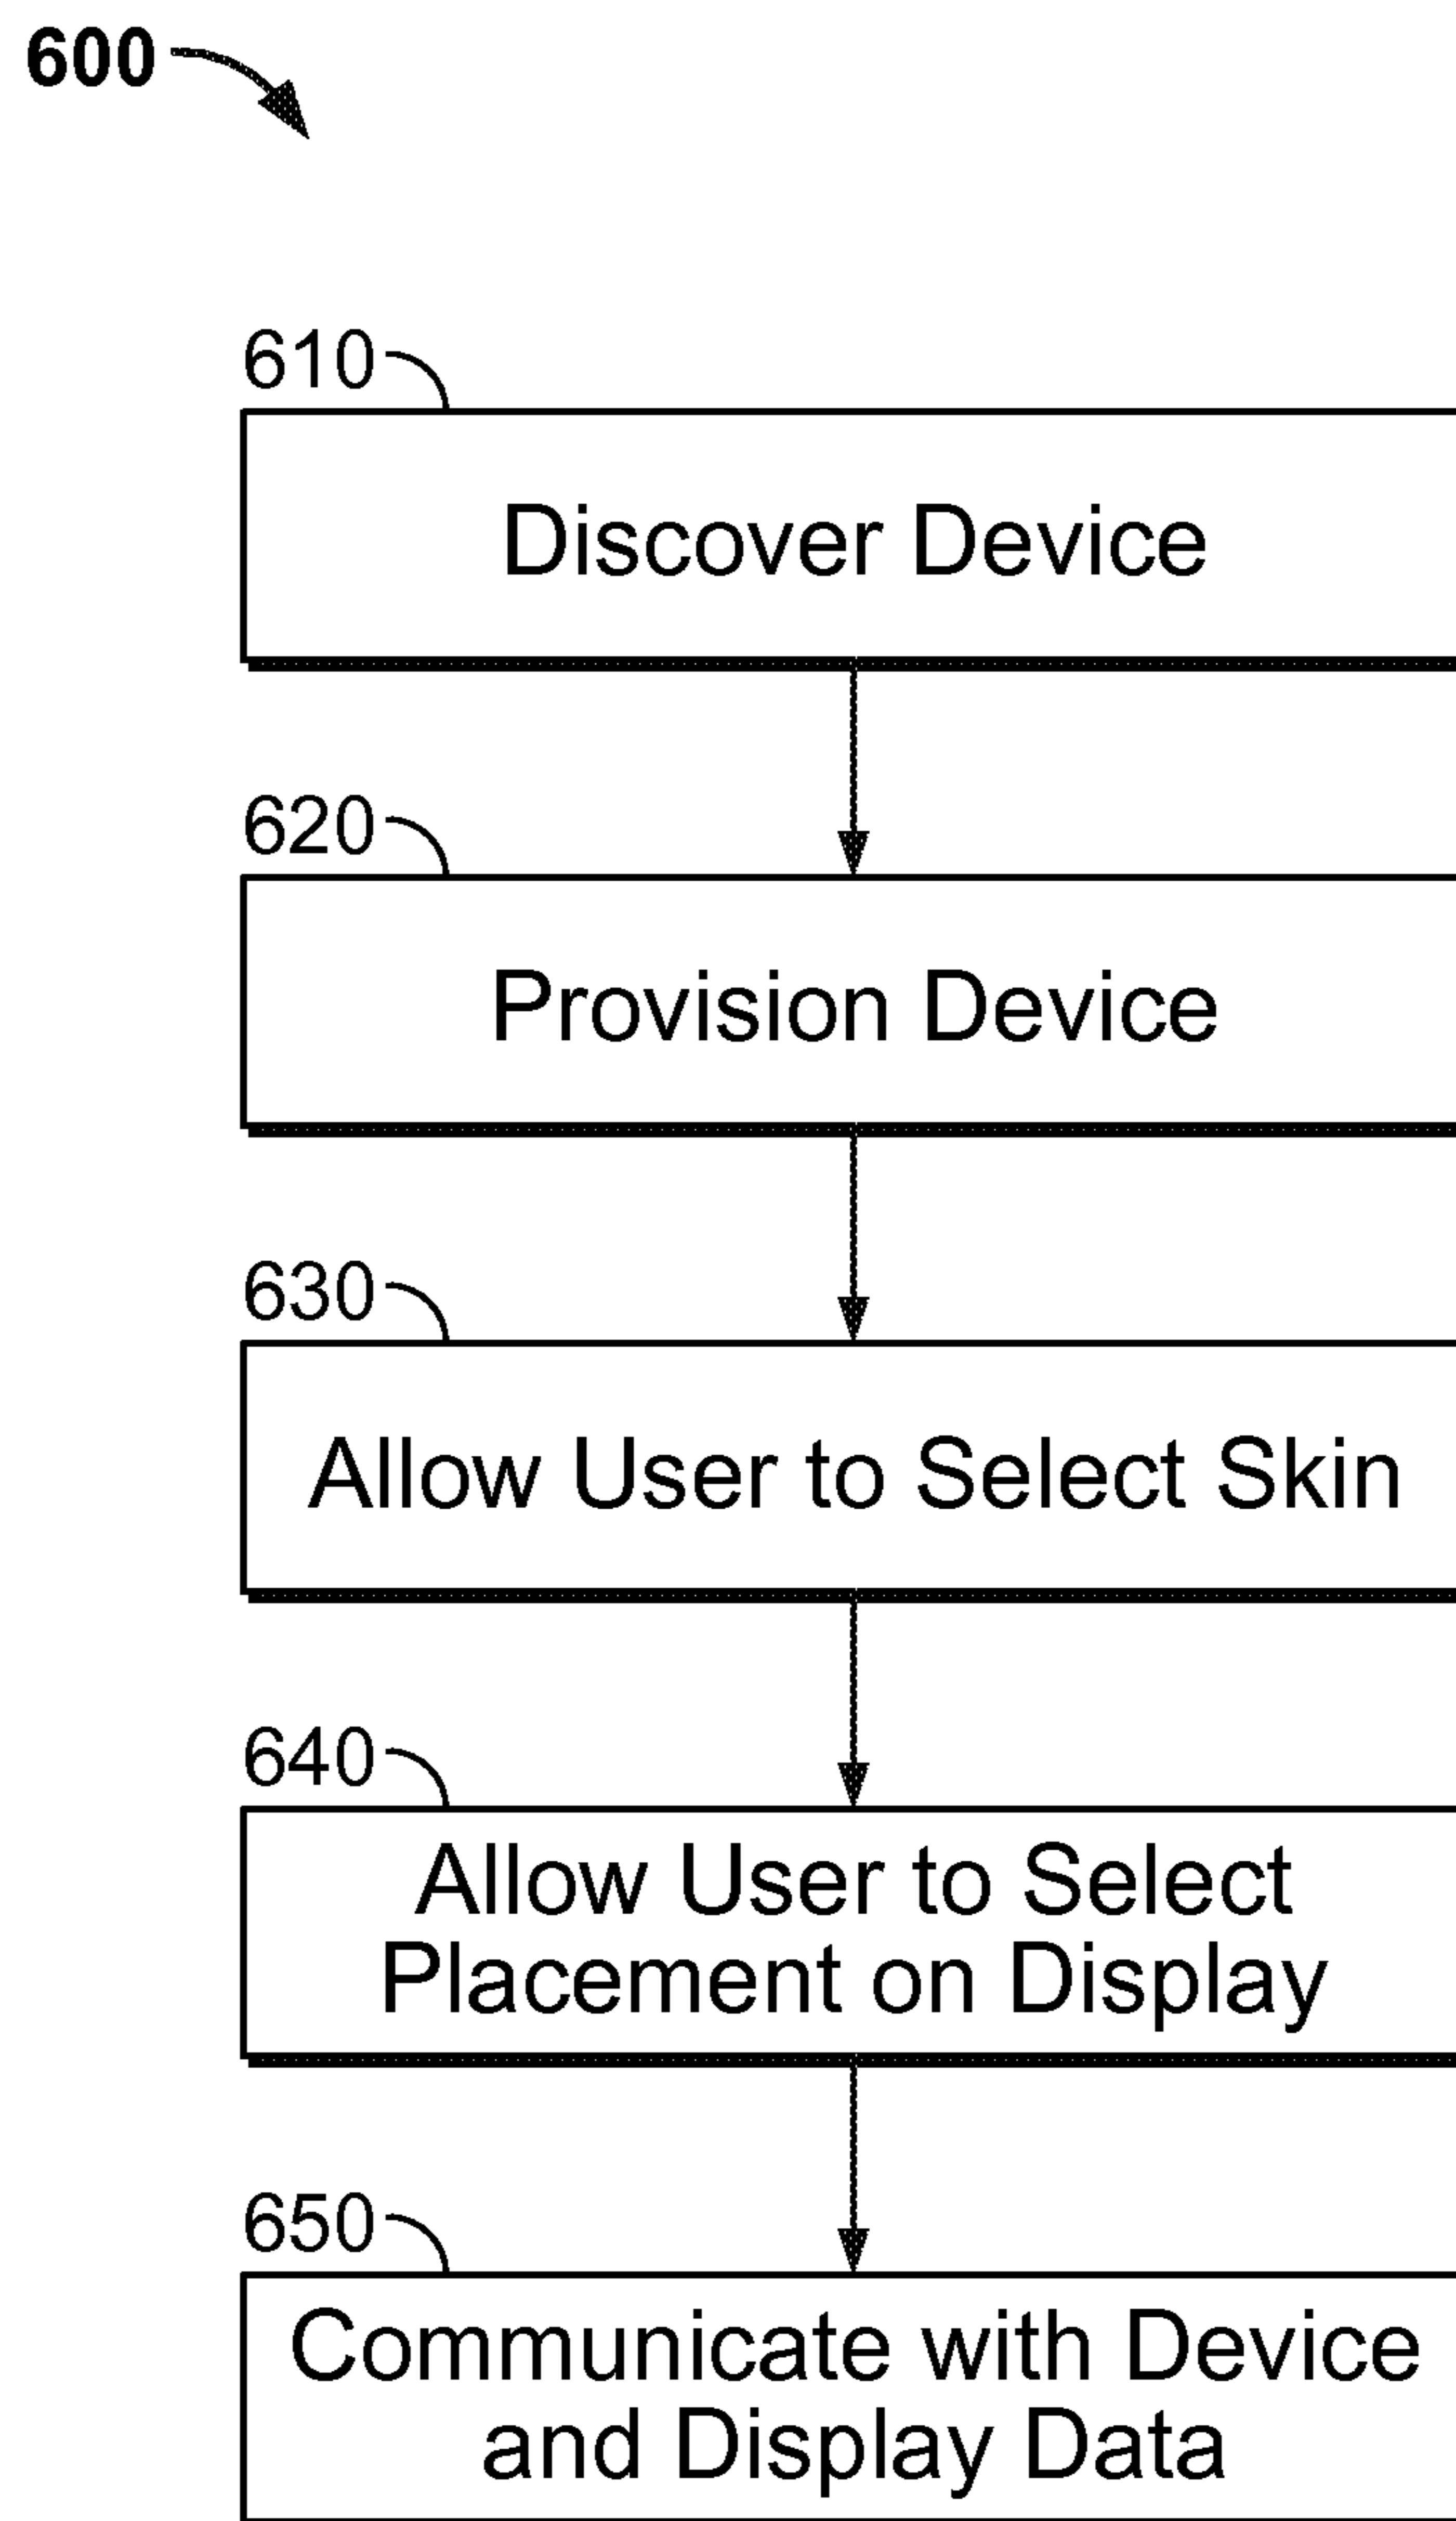 600
610
Discover Device
620
Provision Device
630
Allow User to Select Skin
640
Allow User to Select
Placement on Display
650
Communicate with Device
and Display Data